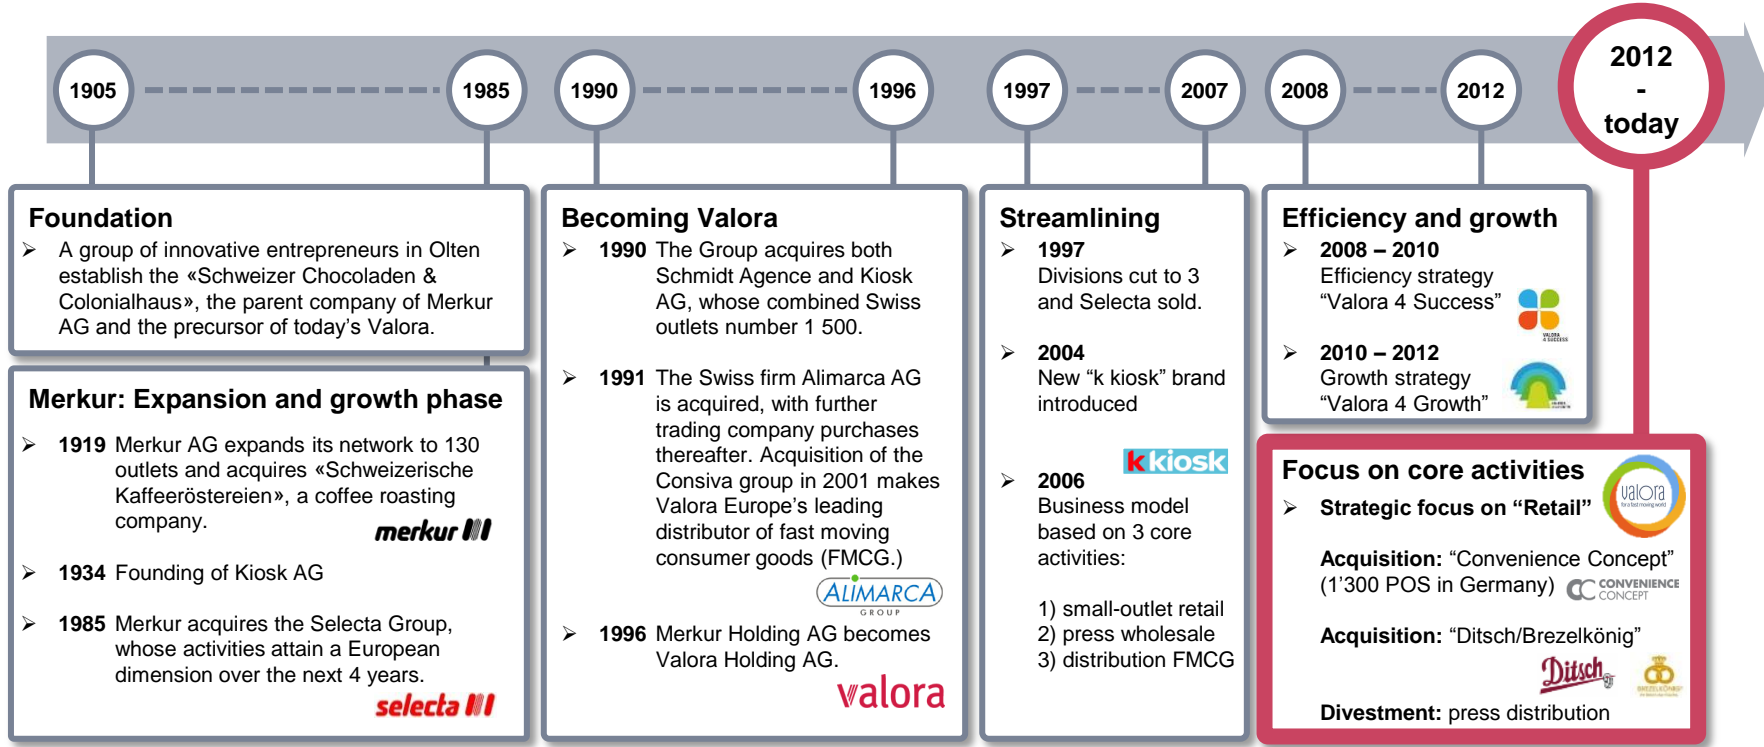 1905
1985
1990
1996
1997
2007
2008
2012
2012
-
today
Foundation
➢ A group of innovative entrepreneurs in Olten
establish the «Schweizer Chocoladen &
Colonialhaus», the parent company of Merkur
AG and the precursor of today’s Valora.
Merkur: Expansion and growth phase
➢ 1919 Merkur AG expands its network to 130
outlets and acquires «Schweizerische
Kaffeeröstereien», a coffee roasting
company.
merkur
➢ 1934 Founding of Kiosk AG
➢ 1985 Merkur acquires the Selecta Group,
whose activities attain a European
dimension over the next 4 years.
selecta
Becoming Valora
➢ 1990 The Group acquires both
Schmidt Agence and Kiosk
AG, whose combined Swiss
outlets number 1 500.
➢ 1991 The Swiss firm Alimarca AG
is acquired, with further
trading company purchases
thereafter. Acquisition of the
Consiva group in 2001 makes
Valora Europe’s leading
distributor of fast moving
consumer goods (FMCG.)
ALIMARCA
GROUP
➢ 1996 Merkur Holding AG becomes
Valora Holding AG.
valora
Streamlining
➢ 1997
Divisions cut to 3
and Selecta sold.
➢ 2004
New “k kiosk” brand
introduced
k kiosk
➢ 2006
Business model
based on 3 core
activities:
1) small-outlet retail
2) press wholesale
3) distribution FMCG
Efficiency and growth
➢ 2008 – 2010
Efficiency strategy
“Valora 4 Success”
VALORA
4 SUCCESS
➢ 2010 – 2012
Growth strategy
“Valora 4 Growth”
Focus on core activities
valora
for a fast moving world
➢ Strategic focus on “Retail”
Acquisition: “Convenience Concept”
(1’300 POS in Germany)
CONVENIENCE
CONCEPT
Acquisition: “Ditsch/Brezelkönig”
Ditsch
BREZELKÖNIG
Divestment: press distribution